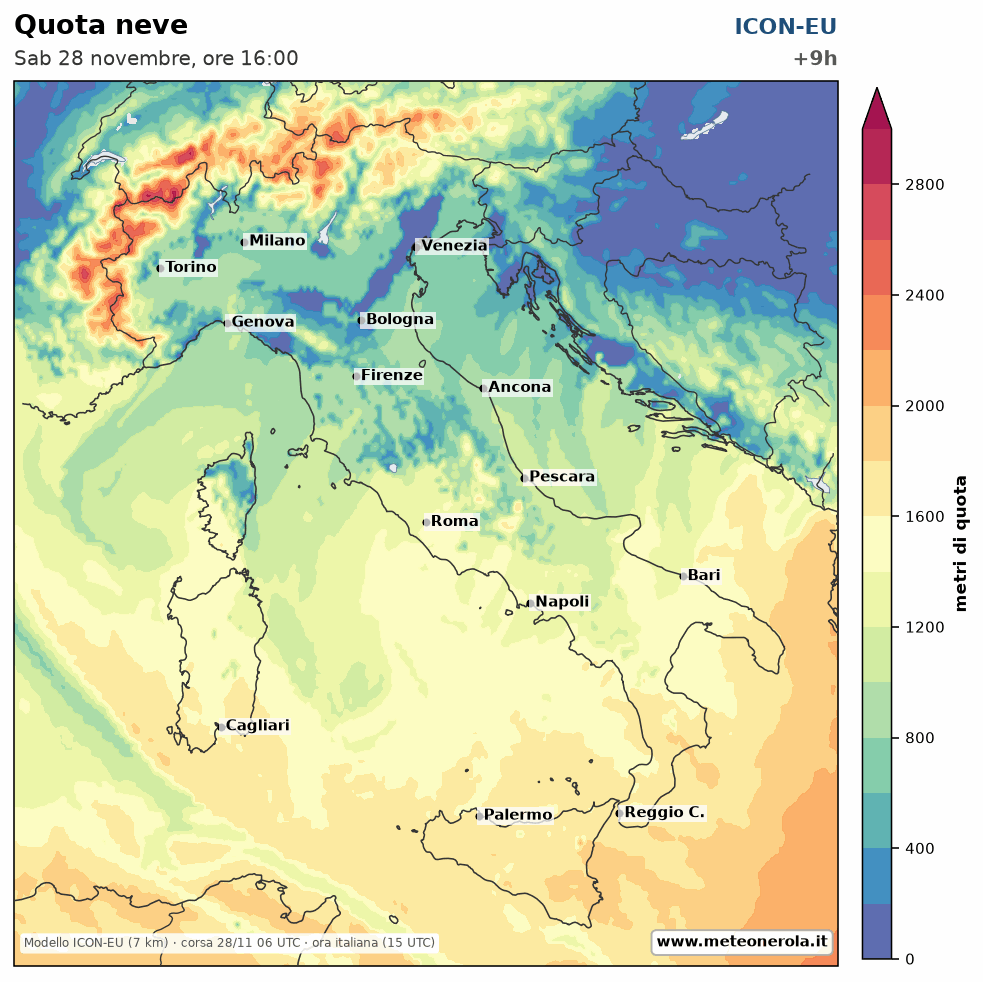 Quota neve
ICON-EU
Sab 28 novembre, ore 16:00
+9h
Milano
Venezia
Torino
Genova
Bologna
Firenze
Ancona
Pescara
Roma
Bari
Napoli
Cagliari
Palermo
Reggio C.
2800
2400
2000
1600
1200
800
400
0
metri di quota
Modello ICON-EU (7 km) · corsa 28/11 06 UTC · ora italiana (15 UTC)
www.meteonerola.it